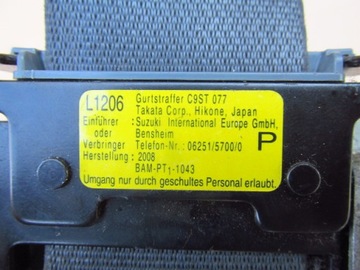 L1206 Gurtstraffer C9ST 077
Takata Corp., Hikone, Japan
Einführer :Suzuki International Europe GmbH,
oder Bensheim
Verbringer Telefon-Nr.: 06251/5700/0
Herstellung : 2008
BAM-PT1-1043
P
Umgang nur durch geschultes Personal erlaubt.